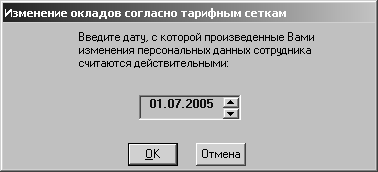 Изменение окладов согласно тарифным сеткам
Введите дату, с которой произведенные Вами
изменения персональных данных сотрудника
считаются действительными:
01.07.2005
OK
Отмена